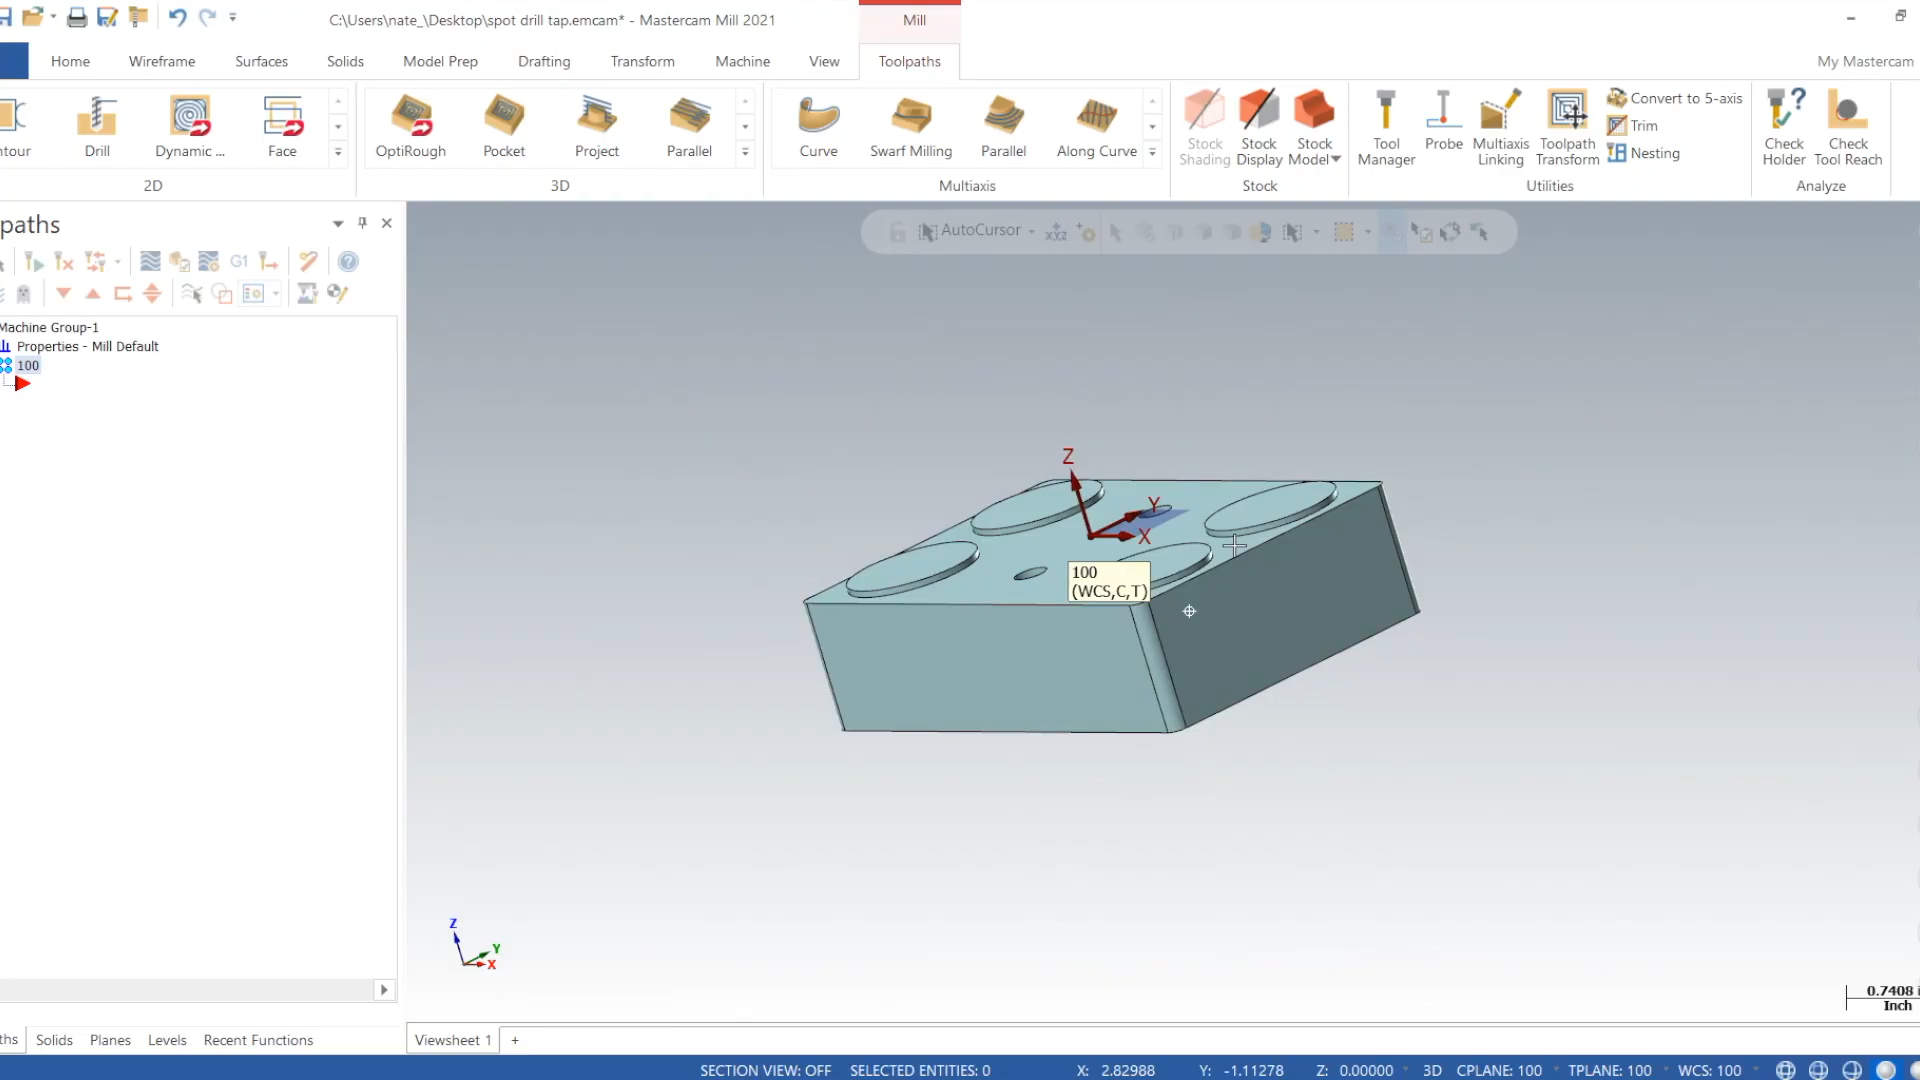 C:\Users\nate_\Desktop\spot drill tap.emcam* - Mastercam Mill 2021
Mill
Home Wireframe Surfaces Solids Model Prep Drafting Transform Machine View Toolpaths My Mastercam
ntour Drill Dynamic ... Face
OptiRough Pocket Project Parallel
Curve Swarf Milling Parallel Along Curve
Stock Shading
Stock Display
Stock Model
Tool Manager
Probe
Multiaxis Linking
Toolpath Transform
Convert to 5-axis
Trim
Nesting
Check Holder
Check Tool Reach
2D 3D Multiaxis Stock Utilities Analyze
paths
AutoCursor
xyz
G1
Machine Group-1
Properties - Mill Default
100
Z
Y
X
100
(WCS,C,T)
Z
Y
X
0.7408 i
Inch
ths Solids Planes Levels Recent Functions
Viewsheet 1 +
SECTION VIEW: OFF SELECTED ENTITIES: 0 X: 2.82988 Y: -1.11278 Z: 0.00000 3D CPLANE: 100 TPLANE: 100 WCS: 100